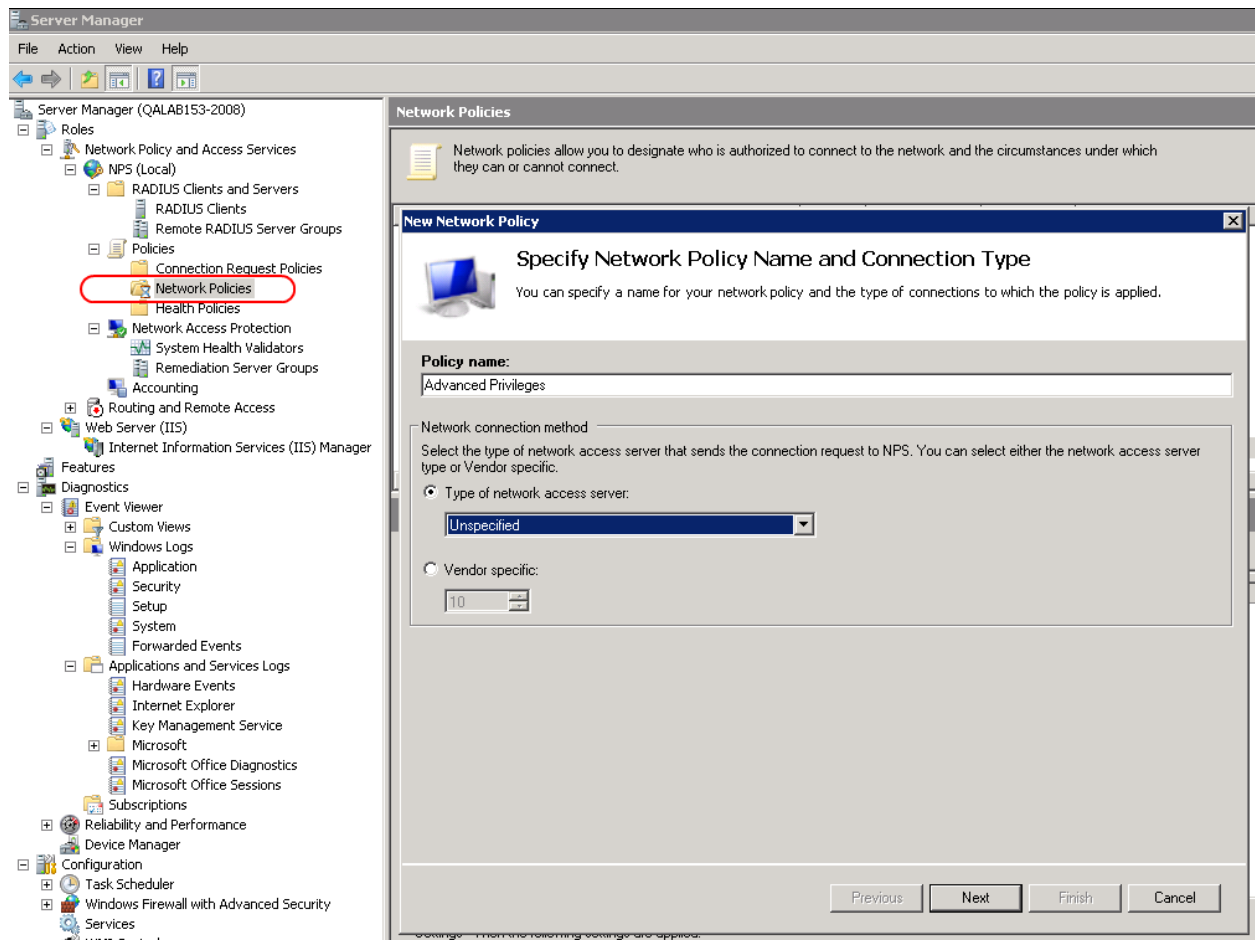 Server Manager
File Action View Help
Server Manager (QALAB153-2008)
Roles
Network Policy and Access Services
NPS (Local)
RADIUS Clients and Servers
RADIUS Clients
Remote RADIUS Server Groups
Policies
Connection Request Policies
Network Policies
Health Policies
Network Access Protection
System Health Validators
Remediation Server Groups
Accounting
Routing and Remote Access
Web Server (IIS)
Internet Information Services (IIS) Manager
Features
Diagnostics
Event Viewer
Custom Views
Windows Logs
Application
Security
Setup
System
Forwarded Events
Applications and Services Logs
Hardware Events
Internet Explorer
Key Management Service
Microsoft
Microsoft Office Diagnostics
Microsoft Office Sessions
Subscriptions
Reliability and Performance
Device Manager
Configuration
Task Scheduler
Windows Firewall with Advanced Security
Services
Network Policies
Network policies allow you to designate who is authorized to connect to the network and the circumstances under which
they can or cannot connect.
New Network Policy
Specify Network Policy Name and Connection Type
You can specify a name for your network policy and the type of connections to which the policy is applied.
Policy name:
Advanced Privileges
Network connection method
Select the type of network access server that sends the connection request to NPS. You can select either the network access server
type or Vendor specific.
Type of network access server:
Unspecified
Vendor specific:
10
Previous Next Finish Cancel